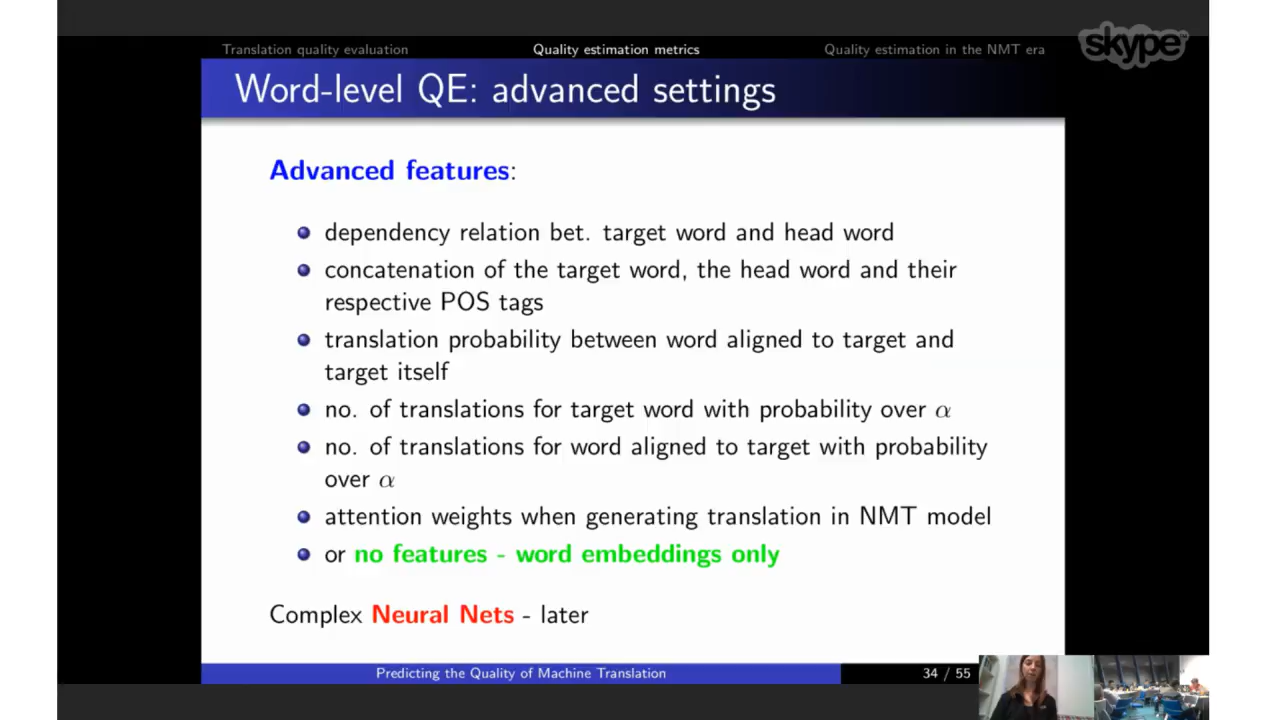 Translation quality evaluation Quality estimation metrics Quality estimation in the NMT era
skype™
Word-level QE: advanced settings
Advanced features:
dependency relation bet. target word and head word
concatenation of the target word, the head word and their
respective POS tags
translation probability between word aligned to target and
target itself
no. of translations for target word with probability over α
no. of translations for word aligned to target with probability
over α
attention weights when generating translation in NMT model
or no features - word embeddings only
Complex Neural Nets - later
Predicting the Quality of Machine Translation 34 / 55